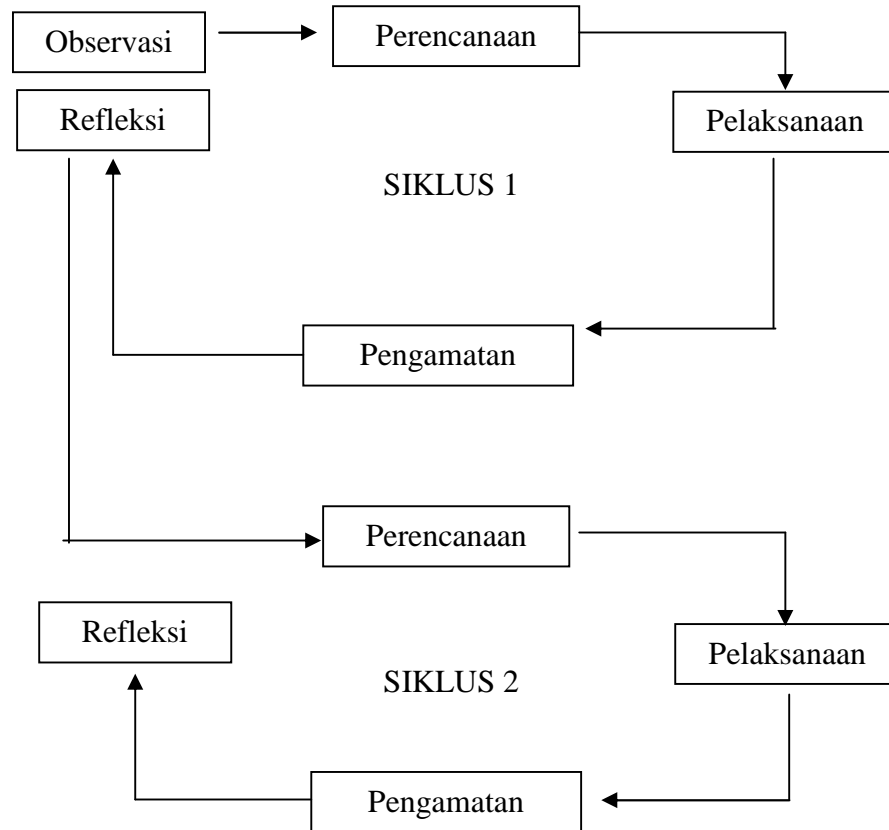 Observasi
Perencanaan
Refleksi
Pelaksanaan
SIKLUS 1
Pengamatan
Perencanaan
Refleksi
Pelaksanaan
SIKLUS 2
Pengamatan